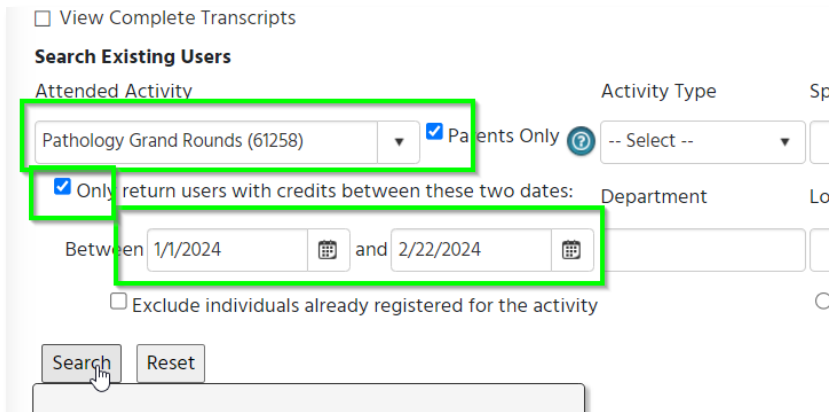 View Complete Transcripts
Search Existing Users
Attended Activity Activity Type Sp
Pathology Grand Rounds (61258) Parents Only ? -- Select --
Only return users with credits between these two dates: Department Lo
Between 1/1/2024 and 2/22/2024
Exclude individuals already registered for the activity
Search Reset